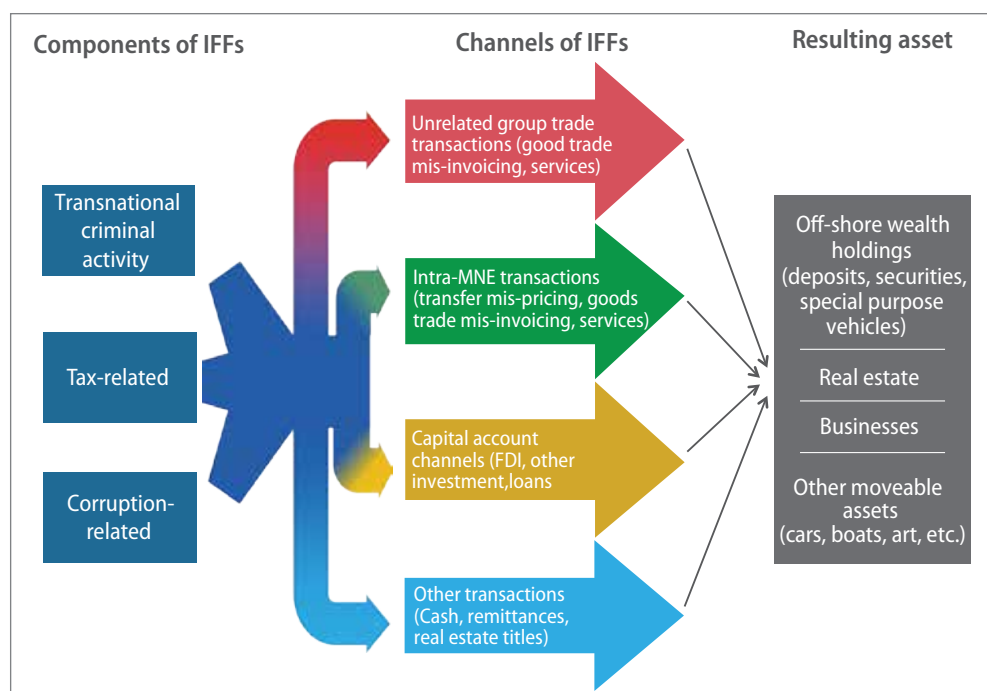 Components of IFFs
Channels of IFFs
Resulting asset
Transnational
criminal
activity
Tax-related
Corruption-
related
Unrelated group trade
transactions (good trade
mis-invoicing, services)
Intra-MNE transactions
(transfer mis-pricing, goods
trade mis-invoicing, services)
Capital account
channels (FDI, other
investment,loans
Other transactions
(Cash, remittances,
real estate titles)
Off-shore wealth
holdings
(deposits, securities,
special purpose
vehicles)
Real estate
Businesses
Other moveable
assets
(cars, boats, art, etc.)